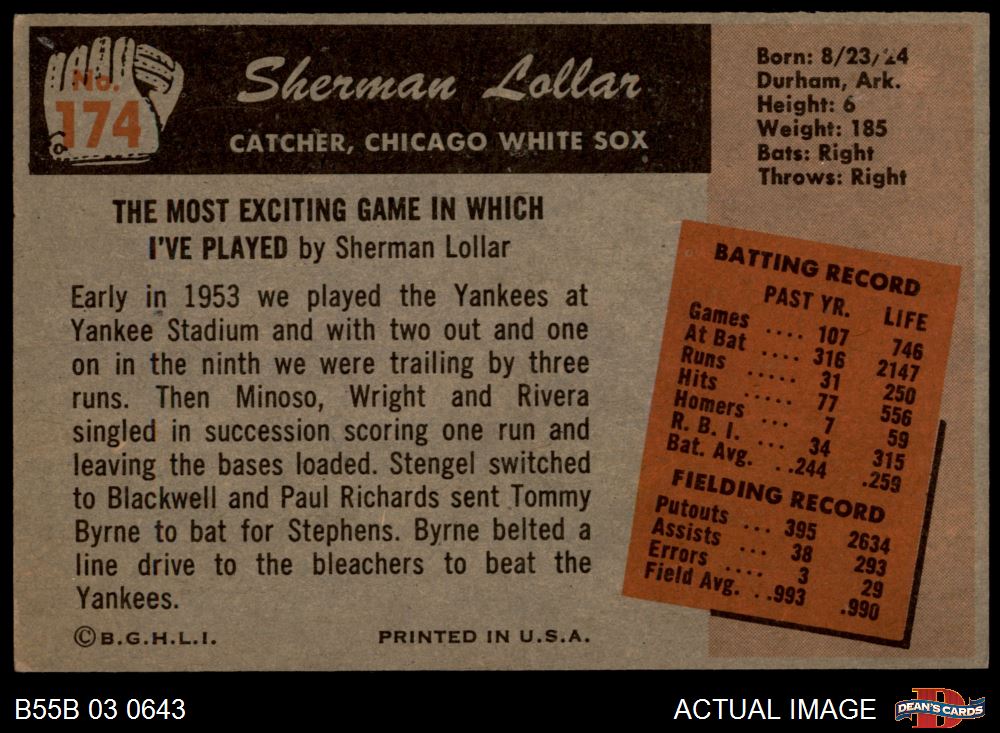 No.
174
Sherman Lollar
CATCHER, CHICAGO WHITE SOX
Born: 8/23/24
Durham, Ark.
Height: 6
Weight: 185
Bats: Right
Throws: Right
THE MOST EXCITING GAME IN WHICH
I'VE PLAYED by Sherman Lollar
Early in 1953 we played the Yankees at
Yankee Stadium and with two out and one
on in the ninth we were trailing by three
runs. Then Minoso, Wright and Rivera
singled in succession scoring one run and
leaving the bases loaded. Stengel switched
to Blackwell and Paul Richards sent Tommy
Byrne to bat for Stephens. Byrne belted a
line drive to the bleachers to beat the
Yankees.
©B.G.H.L.I. PRINTED IN U.S.A.
BATTING RECORD
PAST YR. LIFE
Games .... 107 746
At Bat .... 316 2147
Runs ..... 31 250
Hits ..... 77 556
Homers ... 7 59
R. B. I. ... 34 315
Bat. Avg. ..244 .259
FIELDING RECORD
Putouts ... 395 2634
Assists ... 38 293
Errors .... 3 29
Field Avg. ..993 .990
B55B 03 0643 ACTUAL IMAGE
DEAN'S CARDS